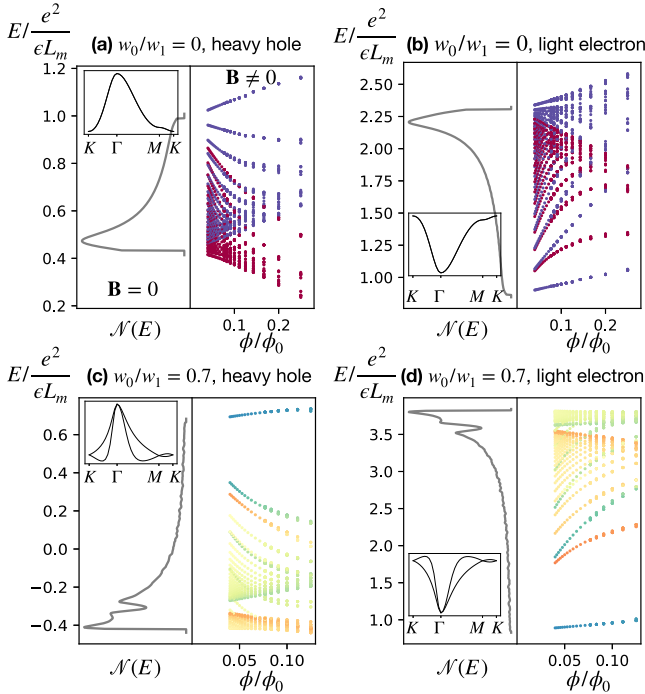 E/ e²/ϵLₘ (a) w₀/w₁ = 0, heavy hole
1.2
1.0
0.8
0.6
0.4
0.2
K Γ M K
B = 0
B ≠ 0
0.1 0.2
𝒩(E) ϕ/ϕ₀
E/ e²/ϵLₘ (b) w₀/w₁ = 0, light electron
2.50
2.25
2.00
1.75
1.50
1.25
1.00
K Γ M K
0.1 0.2
𝒩(E) ϕ/ϕ₀
E/ e²/ϵLₘ (c) w₀/w₁ = 0.7, heavy hole
0.6
0.4
0.2
0.0
−0.2
−0.4
K Γ M K
0.05 0.10
𝒩(E) ϕ/ϕ₀
E/ e²/ϵLₘ (d) w₀/w₁ = 0.7, light electron
3.5
3.0
2.5
2.0
1.5
1.0
K Γ M K
0.05 0.10
𝒩(E) ϕ/ϕ₀